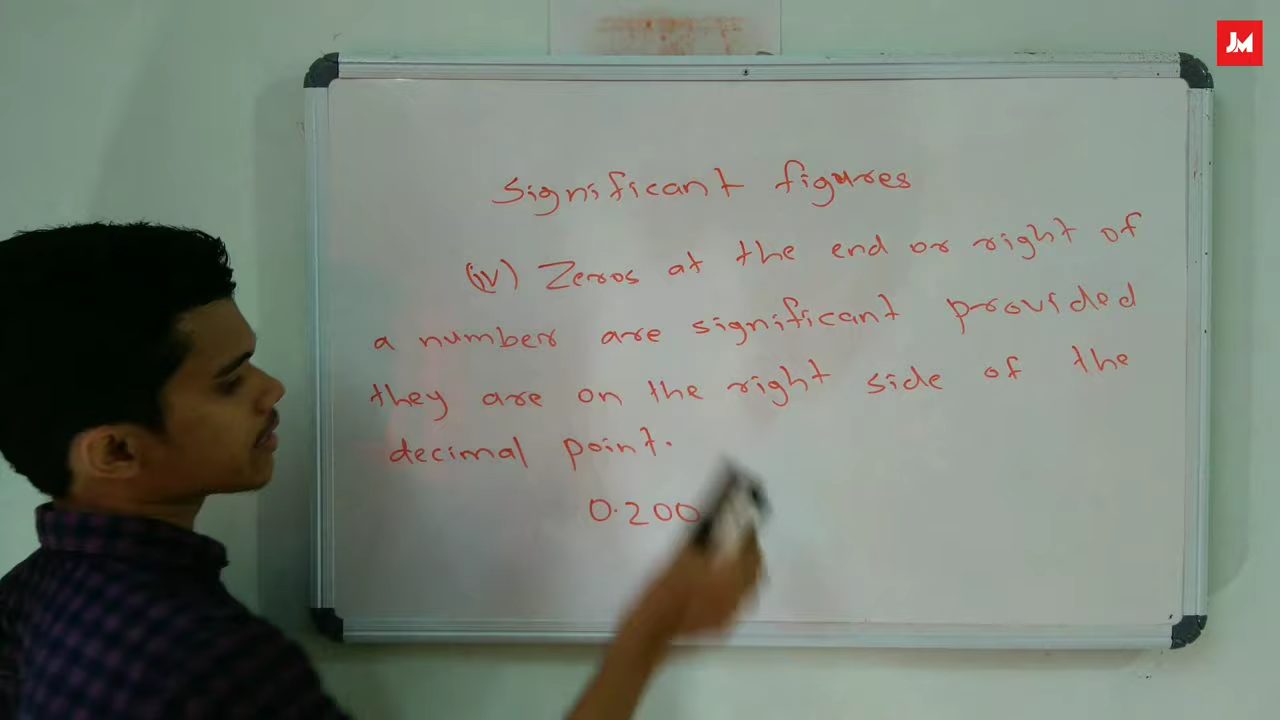 JM
Significant figures
(iv) Zeros at the end or right of
a number are significant provided
they are on the right side of the
decimal point.
0.200